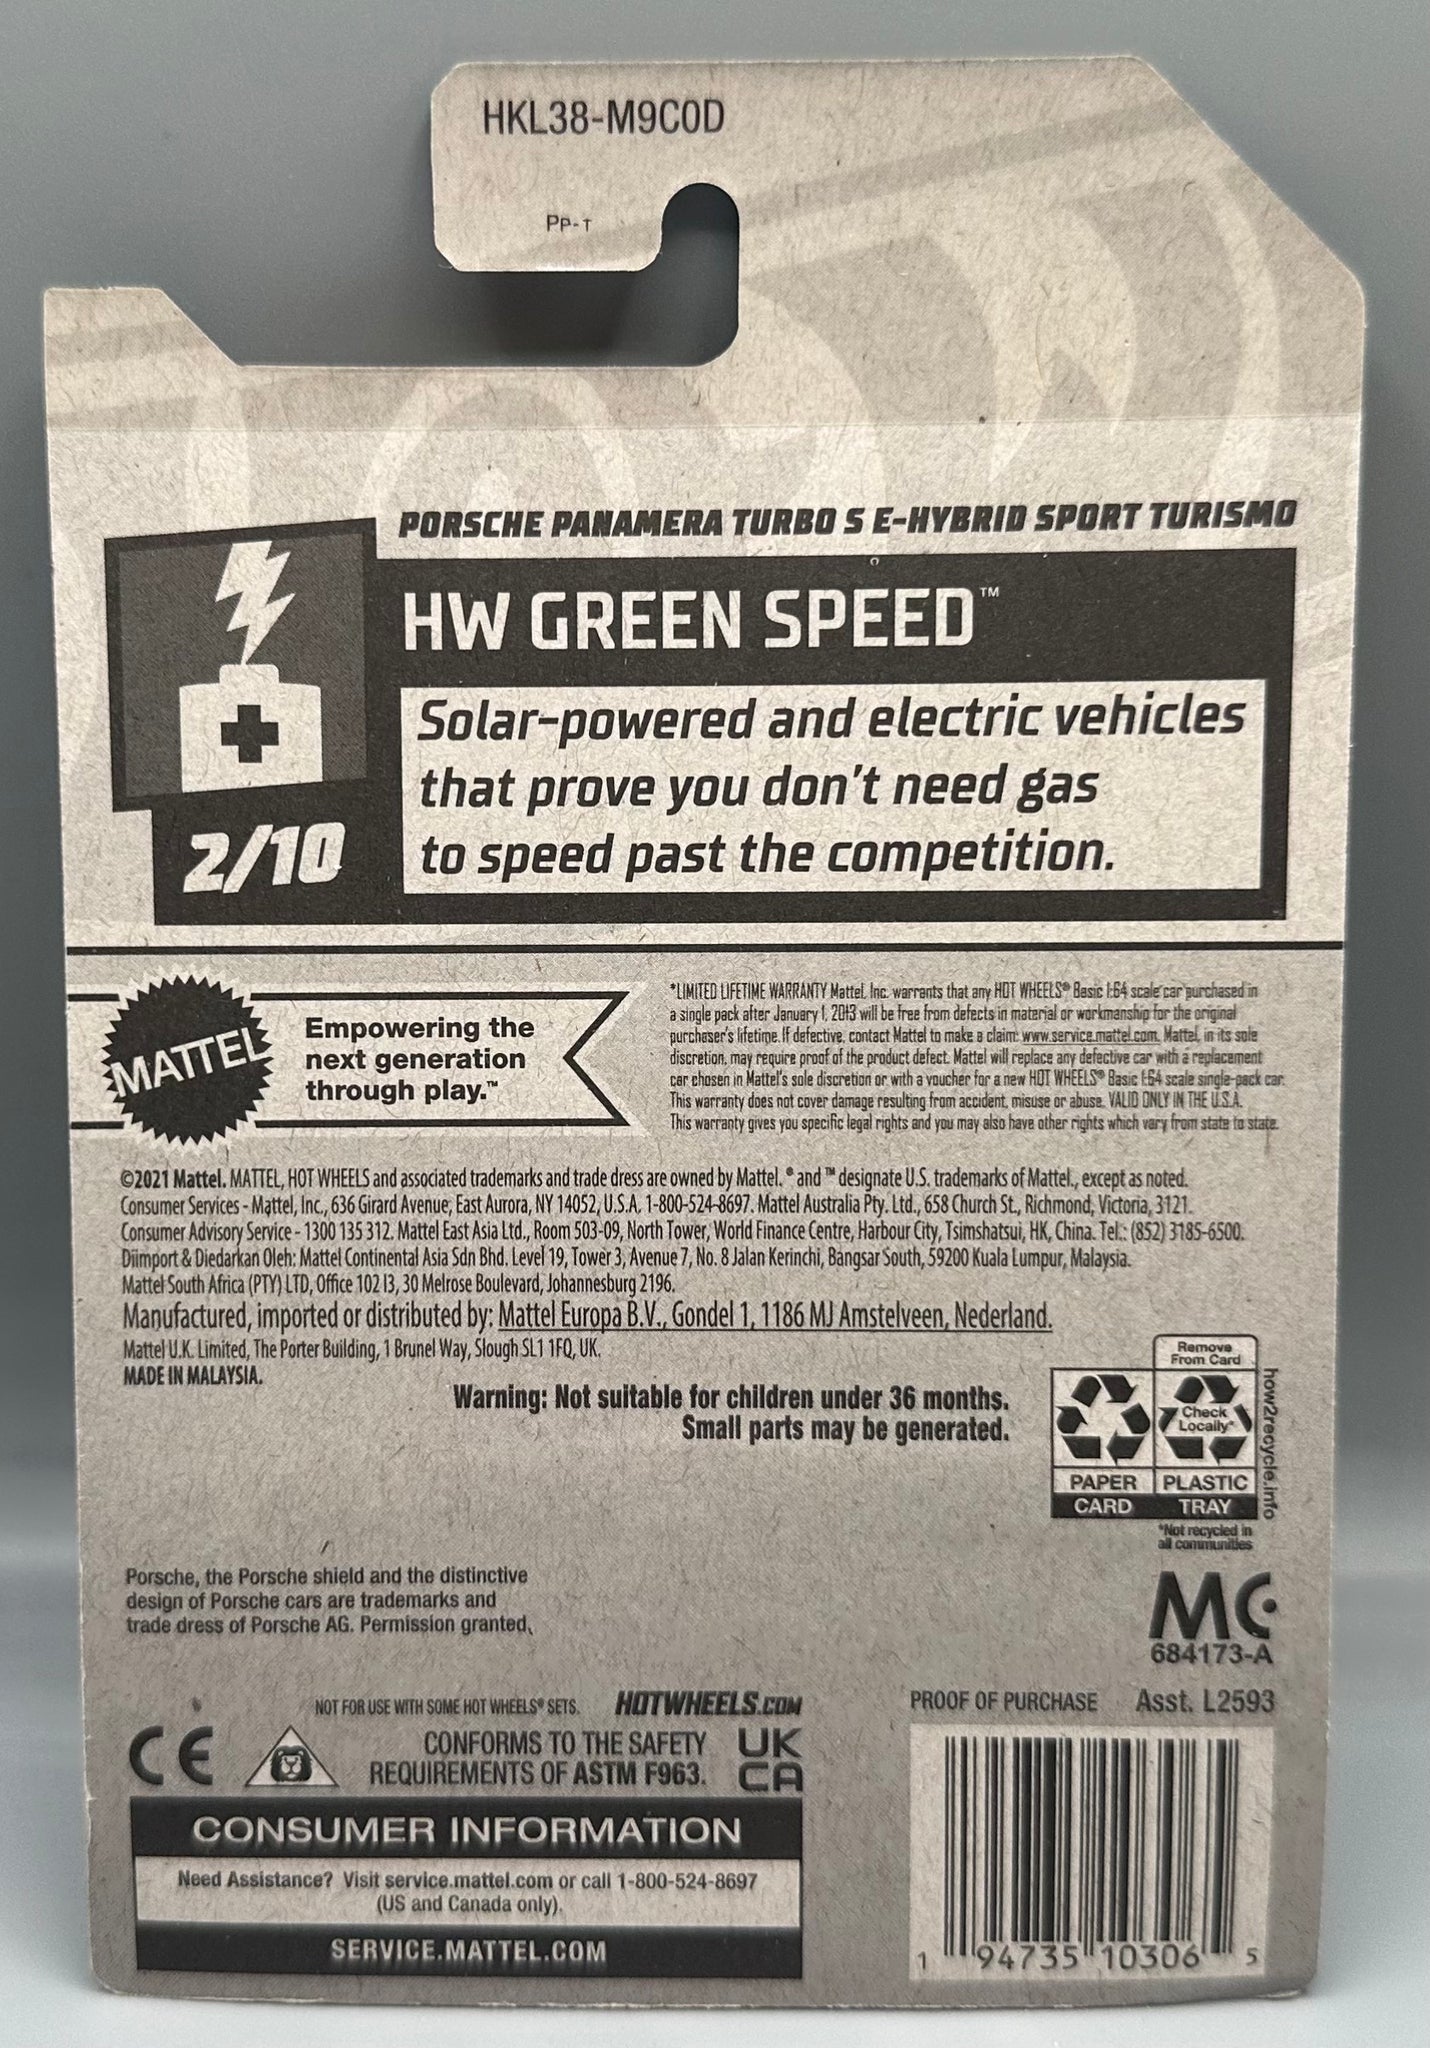 HKL38-M9C0D
PP-T
PORSCHE PANAMERA TURBO S E-HYBRID SPORT TURISMO
HW GREEN SPEED™
Solar-powered and electric vehicles
that prove you don't need gas
to speed past the competition.
2/10
MATTEL
Empowering the
next generation
through play.™
*LIMITED LIFETIME WARRANTY Mattel, Inc. warrants that any HOT WHEELS® Basic 1:64 scale car purchased in
a single pack after January 1, 2013 will be free from defects in material or workmanship for the original
purchaser's lifetime. If defective, contact Mattel to make a claim: www.service.mattel.com. Mattel, in its sole
discretion, may require proof of the product defect. Mattel will replace any defective car with a replacement
car chosen in Mattel's sole discretion or with a voucher for a new HOT WHEELS® Basic 1:64 scale single-pack car.
This warranty does not cover damage resulting from accident, misuse or abuse. VALID ONLY IN THE U.S.A.
This warranty gives you specific legal rights and you may also have other rights which vary from state to state.
©2021 Mattel. MATTEL, HOT WHEELS and associated trademarks and trade dress are owned by Mattel. ® and ™ designate U.S. trademarks of Mattel, except as noted.
Consumer Services - Mattel, Inc., 636 Girard Avenue, East Aurora, NY 14052, U.S.A. 1-800-524-8697. Mattel Australia Pty. Ltd., 658 Church St., Richmond, Victoria, 3121.
Consumer Advisory Service - 1300 135 312. Mattel East Asia Ltd., Room 503-09, North Tower, World Finance Centre, Harbour City, Tsimshatsui, HK, China. Tel.: (852) 3185-6500.
Diimport & Diedarkan Oleh: Mattel Continental Asia Sdn Bhd. Level 19, Tower 3, Avenue 7, No. 8 Jalan Kerinchi, Bangsar South, 59200 Kuala Lumpur, Malaysia.
Mattel South Africa (PTY) LTD, Office 102 I3, 30 Melrose Boulevard, Johannesburg 2196.
Manufactured, imported or distributed by: Mattel Europa B.V., Gondel 1, 1186 MJ Amstelveen, Nederland.
Mattel U.K. Limited, The Porter Building, 1 Brunel Way, Slough SL1 1FQ, UK.
MADE IN MALAYSIA.
Warning: Not suitable for children under 36 months.
Small parts may be generated.
Remove
From Card
Check
Locally*
PAPER PLASTIC
CARD TRAY
*Not recycled in
all communities
how2recycle.info
Porsche, the Porsche shield and the distinctive
design of Porsche cars are trademarks and
trade dress of Porsche AG. Permission granted.
MC
684173-A
NOT FOR USE WITH SOME HOT WHEELS® SETS. HOTWHEELS.COM
PROOF OF PURCHASE Asst. L2593
CE
CONFORMS TO THE SAFETY
REQUIREMENTS OF ASTM F963.
UK
CA
CONSUMER INFORMATION
Need Assistance? Visit service.mattel.com or call 1-800-524-8697
(US and Canada only).
SERVICE.MATTEL.COM
1 94735 10306 5